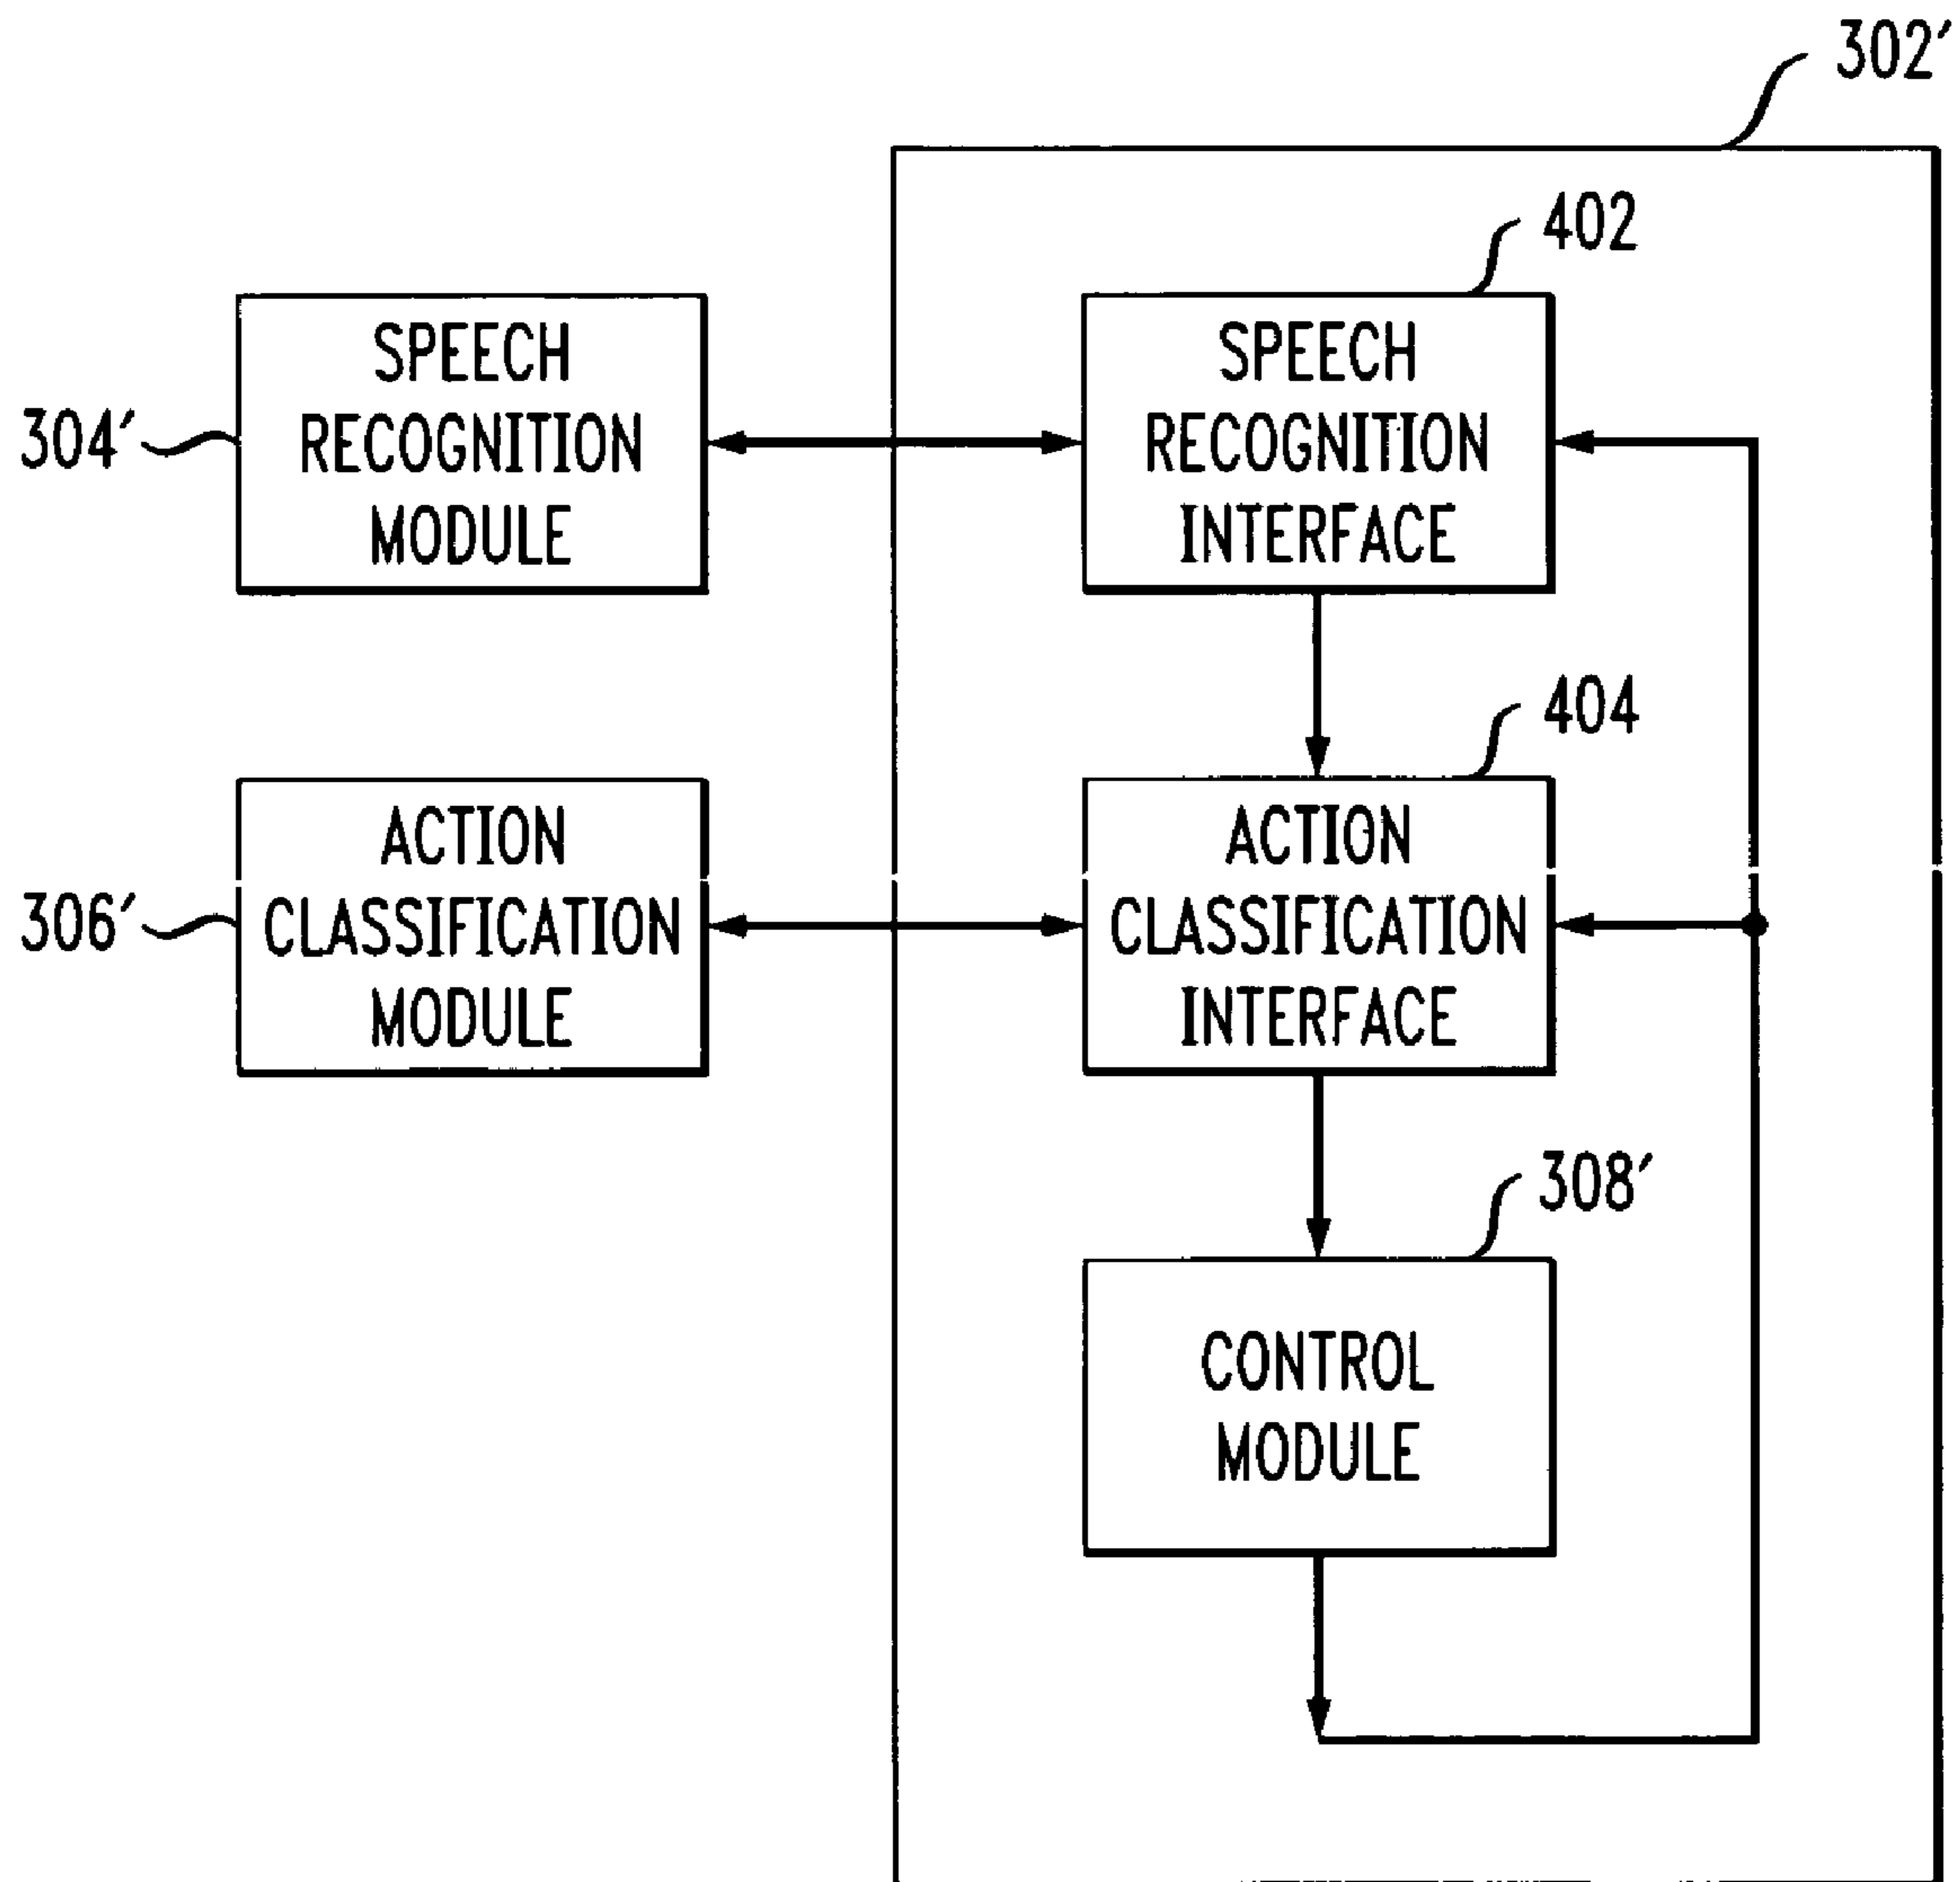 302'
402
SPEECH
RECOGNITION
MODULE
304'
SPEECH
RECOGNITION
INTERFACE
404
ACTION
CLASSIFICATION
MODULE
306'
ACTION
CLASSIFICATION
INTERFACE
308'
CONTROL
MODULE